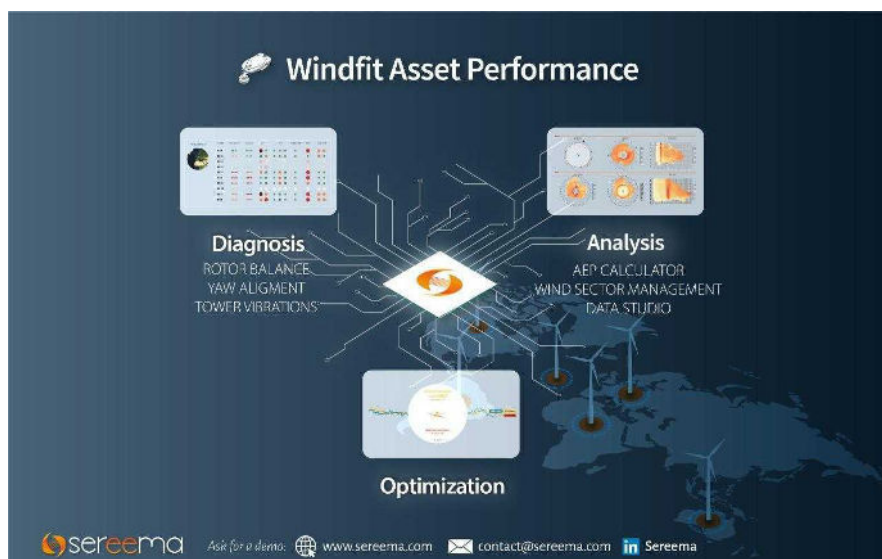 Windfit Asset Performance
Diagnosis
ROTOR BALANCE
YAW ALIGMENT
TOWER VIBRATIONS
Analysis
AEP CALCULATOR
WIND SECTOR MANAGEMENT
DATA STUDIO
Optimization
sereema Ask for a demo: www.sereema.com contact@sereema.com in Sereema